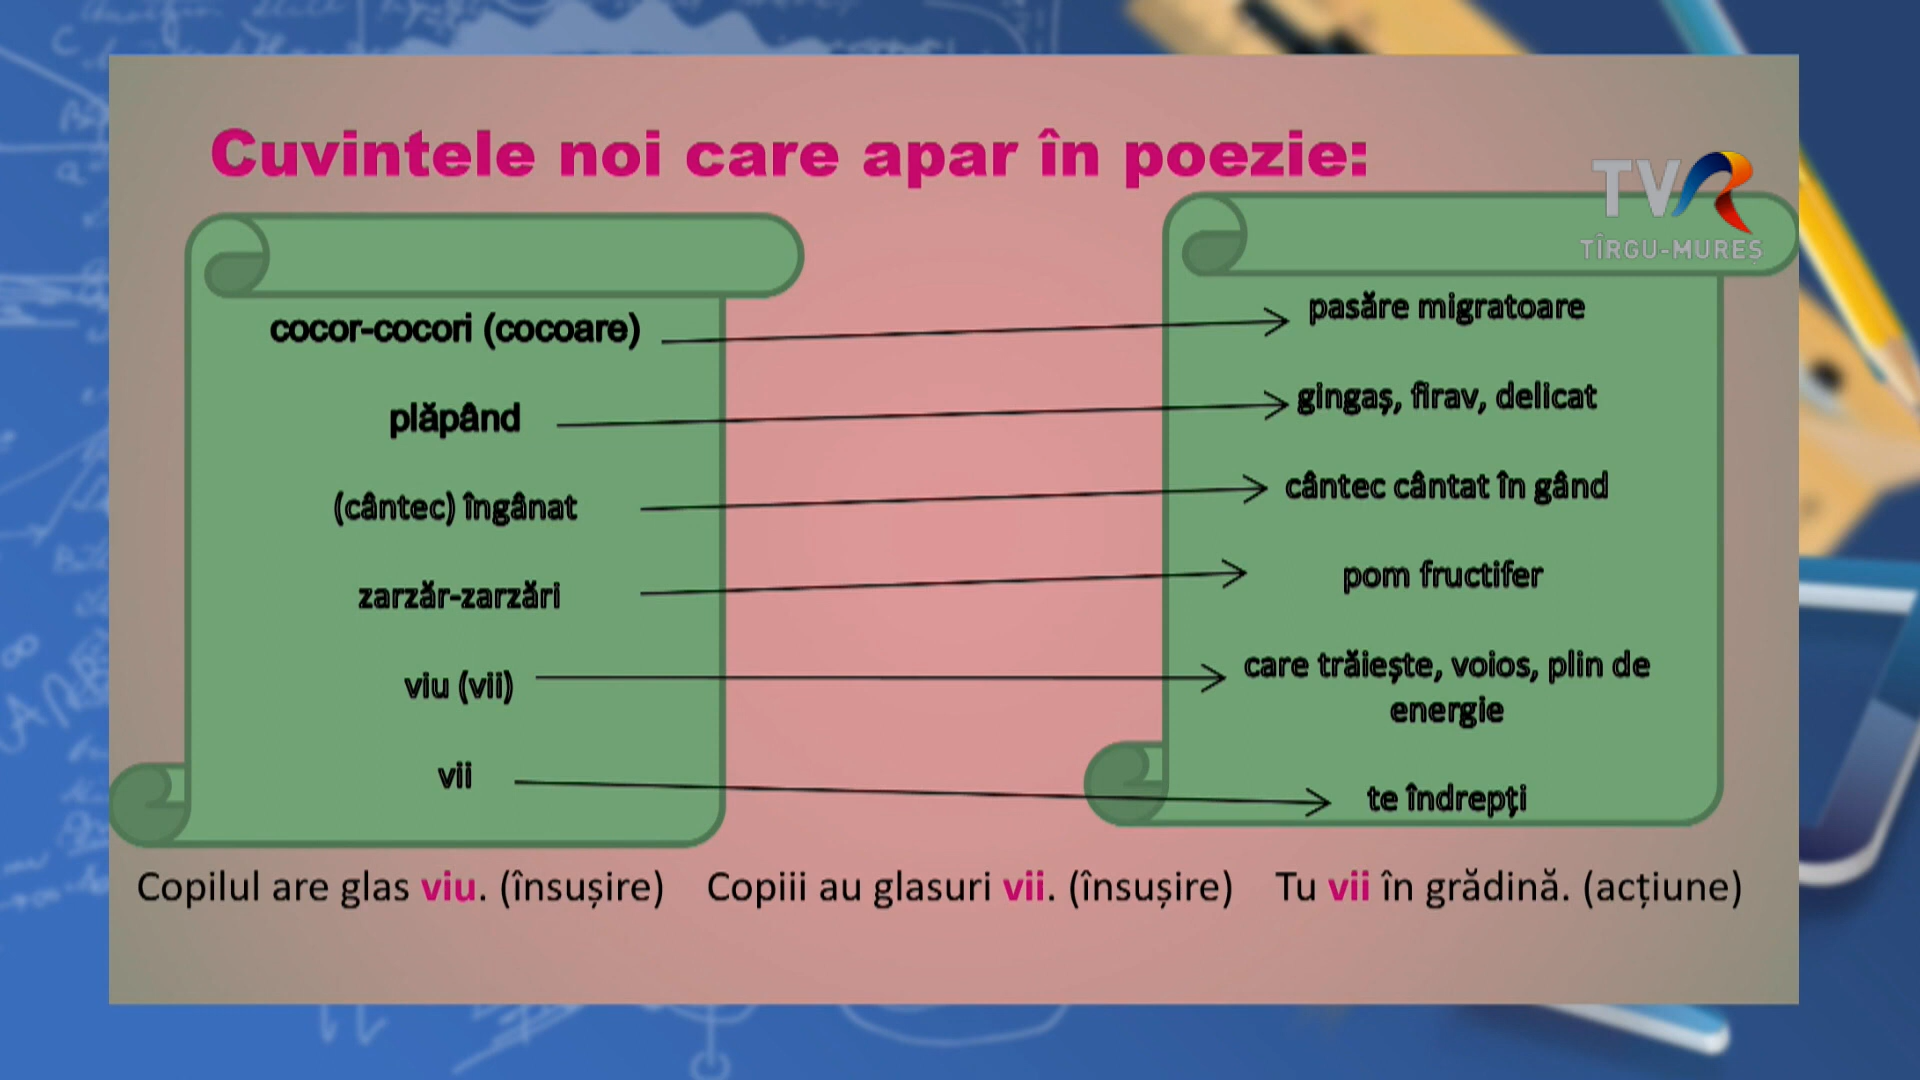 Cuvintele noi care apar în poezie:
TVR
TÎRGU-MUREȘ
cocor-cocori (cocoare)
plăpând
(cântec) îngânat
zarzăr-zarzări
viu (vii)
vii
pasăre migratoare
gingaș, firav, delicat
cântec cântat în gând
pom fructifer
care trăiește, voios, plin de
energie
te îndrepți
Copilul are glas viu. (însușire) Copiii au glasuri vii. (însușire) Tu vii în grădină. (acțiune)